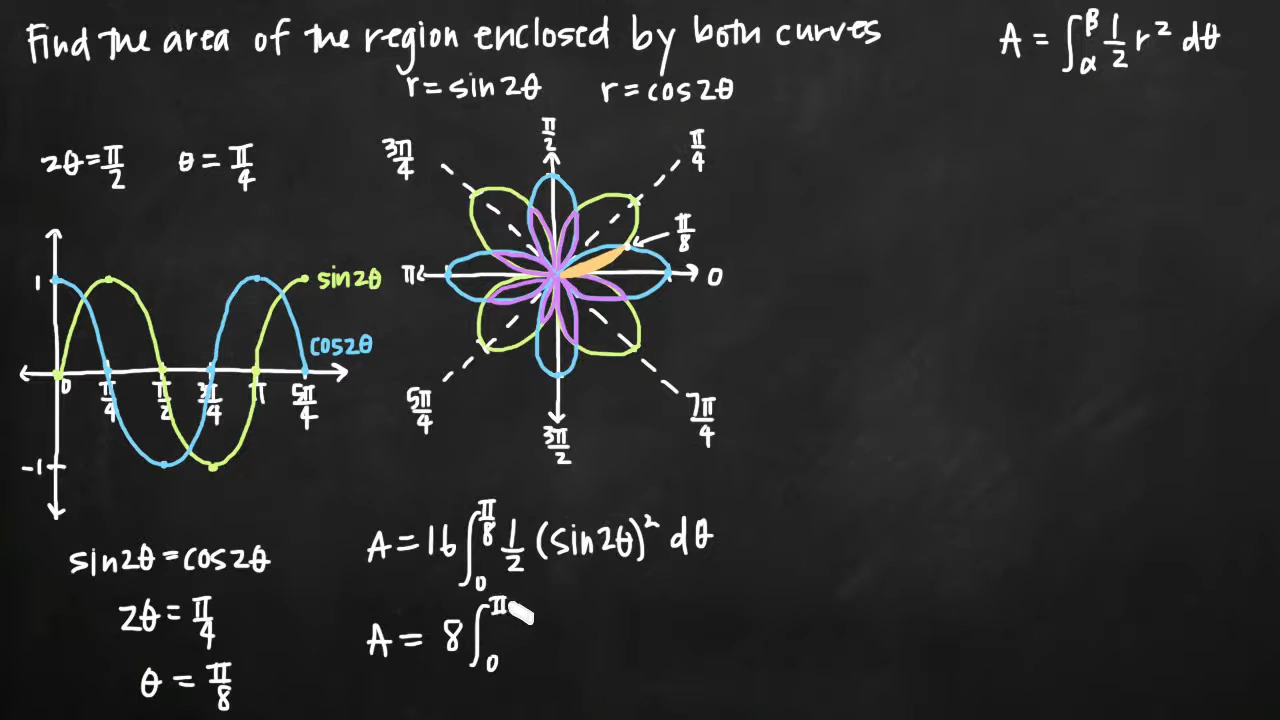 Find the area of the region enclosed by both curves
A = ∫_α^β 1/2 r² dθ
r = sin2θ r = cos2θ
2θ = π/2 θ = π/4
π/2
3π/4
π/4
π/8
π
0
5π/4
7π/4
3π/2
1
sin2θ
cos2θ
0 π/4 π/2 3π/4 π 5π/4
-1
sin2θ = cos2θ
2θ = π/4
θ = π/8
A = 16 ∫_0^{π/8} 1/2 (sin2θ)² dθ
A = 8 ∫_0^π